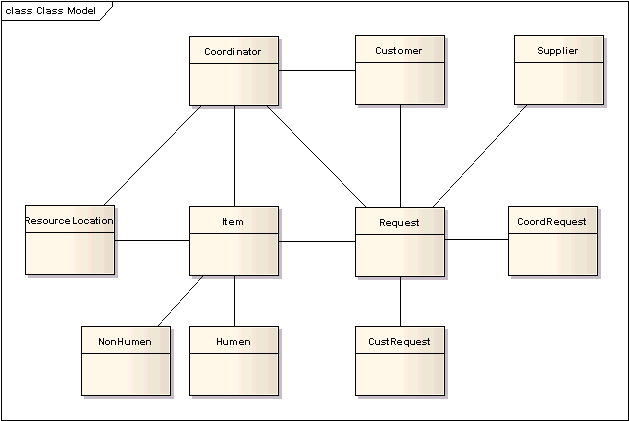 class Class Model
Coordinator
Customer
Supplier
ResourceLocation
Item
Request
CoordRequest
NonHumen
Humen
CustRequest